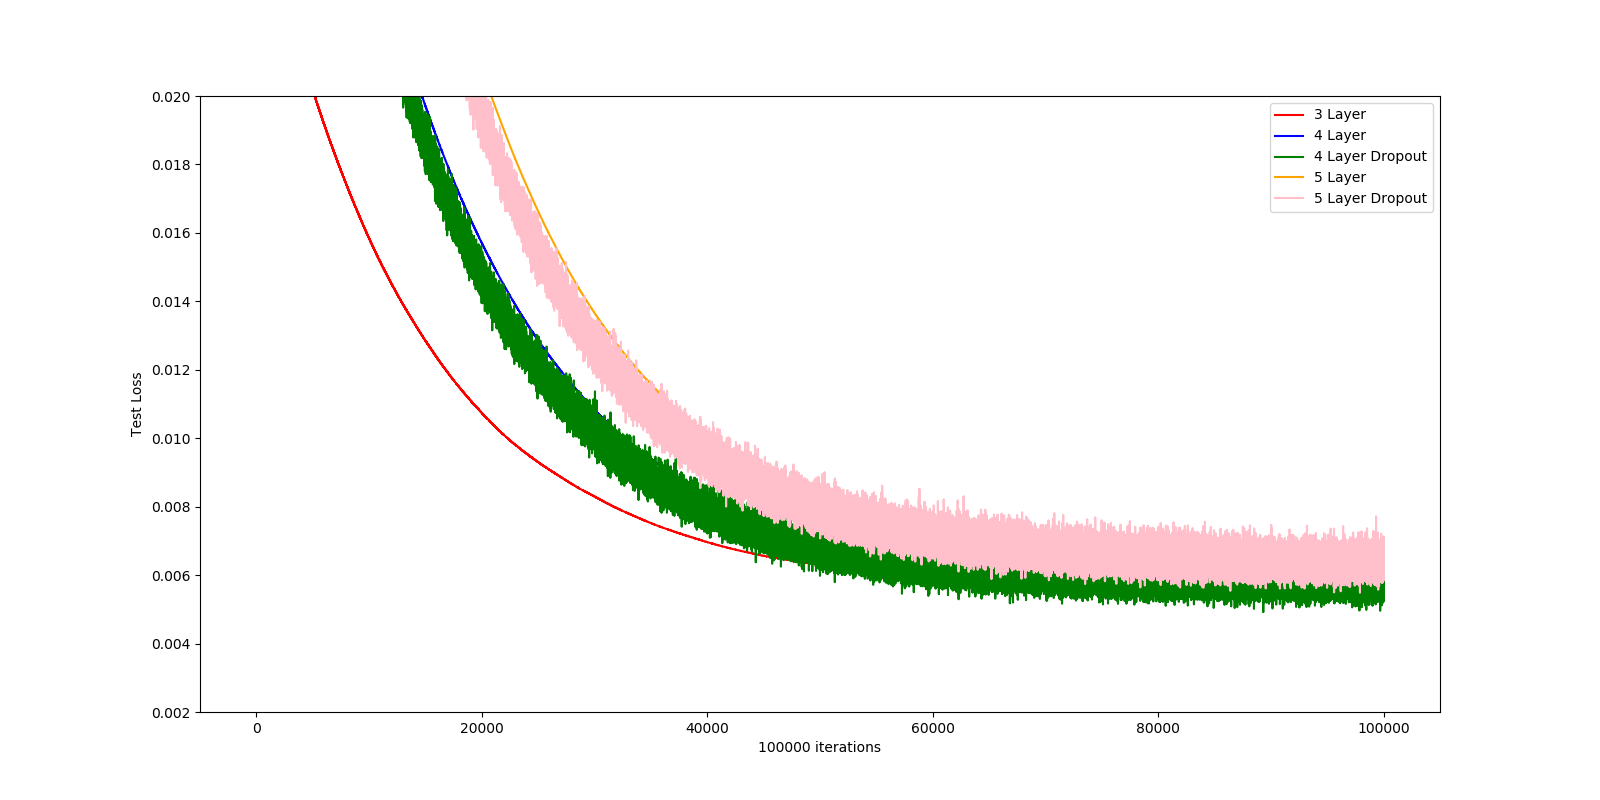 0.020
0.018
0.016
0.014
0.012
0.010
0.008
0.006
0.004
0.002
Test Loss
0 20000 40000 60000 80000 100000
100000 iterations
3 Layer
4 Layer
4 Layer Dropout
5 Layer
5 Layer Dropout